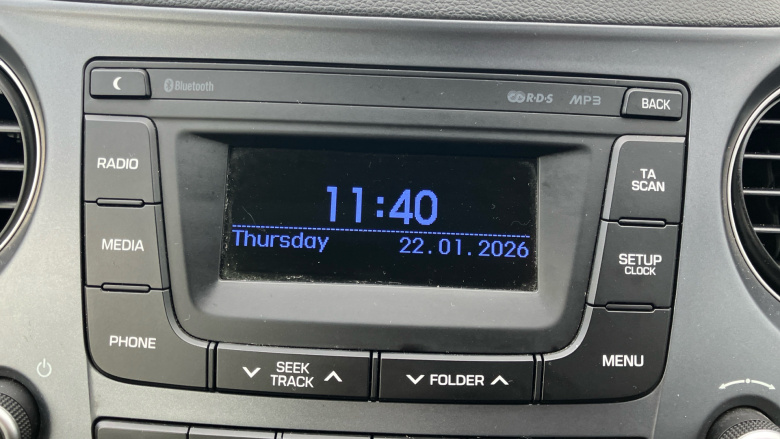 Bluetooth
R·D·S MP3
BACK
RADIO
MEDIA
PHONE
11:40
Thursday 22.01.2026
TA
SCAN
SETUP
CLOCK
MENU
SEEK
TRACK
FOLDER